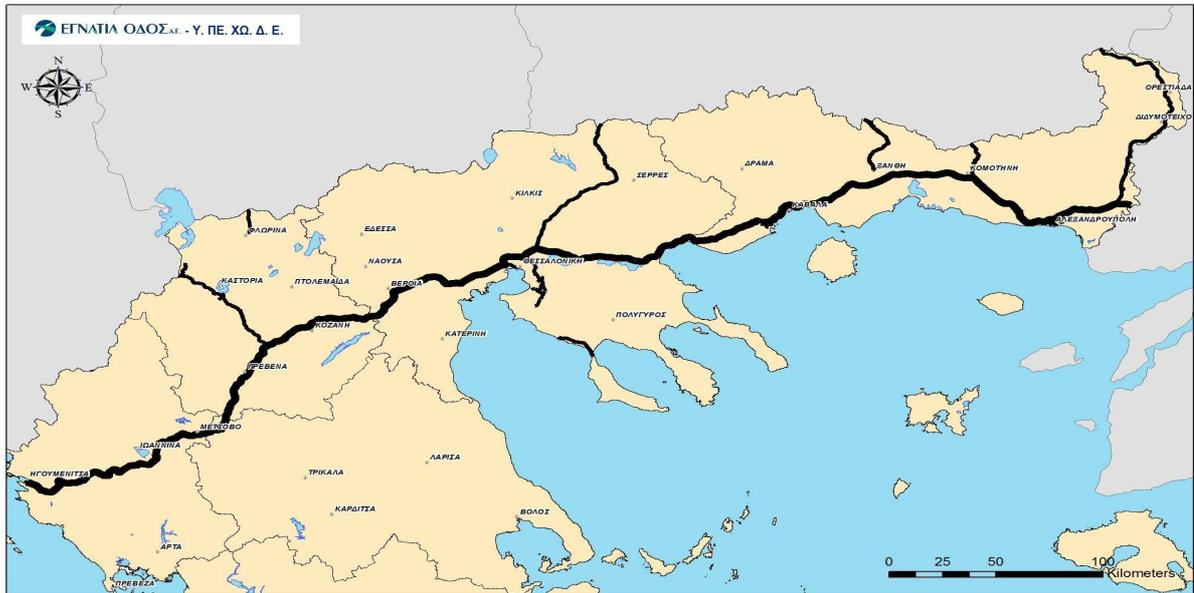 ΕΓΝΑΤΙΑ ΟΔΟΣ Α.Ε. - Υ. ΠΕ. ΧΩ. Δ. Ε.
N
W E
S
ΟΡΕΣΤΙΑΔΑ
ΔΙΔΥΜΟΤΕΙΧΟ
ΔΡΑΜΑ
ΞΑΝΘΗ
ΚΟΜΟΤΗΝΗ
ΣΕΡΡΕΣ
ΚΙΛΚΙΣ
ΚΑΒΑΛΑ
ΑΛΕΞΑΝΔΡΟΥΠΟΛΗ
ΦΛΩΡΙΝΑ
ΕΔΕΣΣΑ
ΝΑΟΥΣΑ
ΘΕΣΣΑΛΟΝΙΚΗ
ΚΑΣΤΟΡΙΑ
ΠΤΟΛΕΜΑΙΔΑ
ΒΕΡΟΙΑ
ΠΟΛΥΓΥΡΟΣ
ΚΟΖΑΝΗ
ΚΑΤΕΡΙΝΗ
ΓΡΕΒΕΝΑ
ΜΕΤΣΟΒΟ
ΙΩΑΝΝΙΝΑ
ΛΑΡΙΣΑ
ΗΓΟΥΜΕΝΙΤΣΑ
ΤΡΙΚΑΛΑ
ΚΑΡΔΙΤΣΑ
ΒΟΛΟΣ
ΑΡΤΑ
ΠΡΕΒΕΖΑ
0 25 50 100
Kilometers